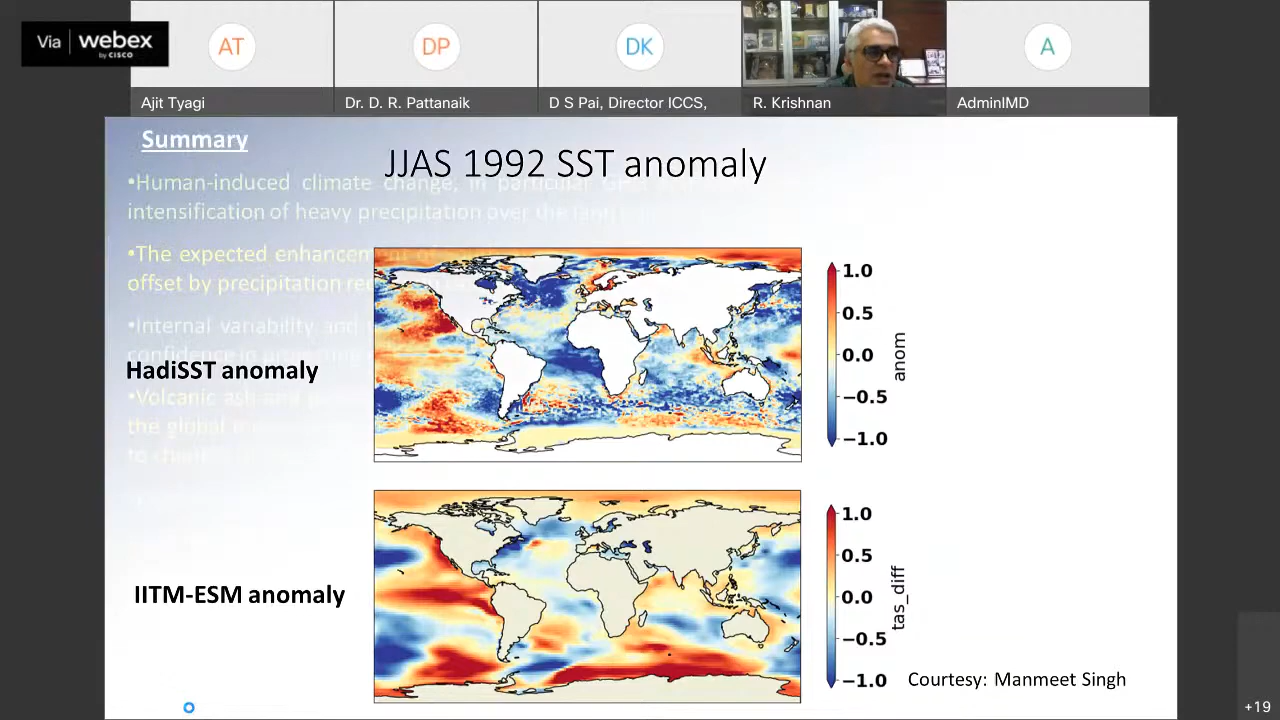 Via webex
by CISCO
AT
DP
DK
A
Ajit Tyagi
Dr. D. R. Pattanaik
D S Pai, Director ICCS,
R. Krishnan
AdminIMD
Summary
JJAS 1992 SST anomaly
•Human-induced climate change, in particular
intensification of heavy precipitation over the land
•The expected enhancement of
offset by precipitation
•Internal variability and
confidence in
HadiSST anomaly
•Volcanic
the global
to
1.0
0.5
0.0
−0.5
−1.0
anom
IITM-ESM anomaly
1.0
0.5
0.0
−0.5
−1.0
tas_diff
Courtesy: Manmeet Singh
+19